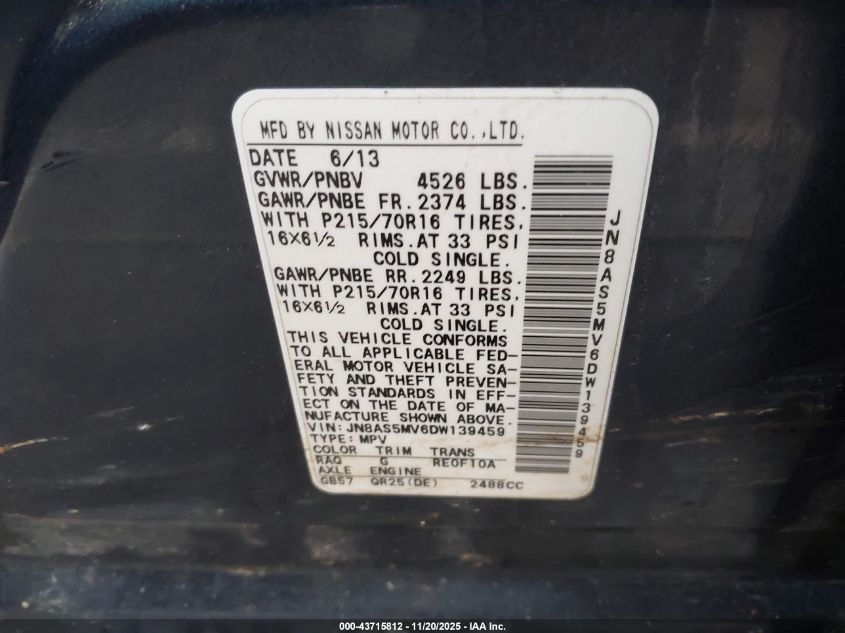 MFD BY NISSAN MOTOR CO.,LTD.
DATE 6/13
GVWR/PNBV 4526 LBS.
GAWR/PNBE FR. 2374 LBS.
WITH P215/70R16 TIRES,
16X6½ RIMS.AT 33 PSI
COLD SINGLE.
GAWR/PNBE RR. 2249 LBS.
WITH P215/70R16 TIRES,
16X6½ RIMS.AT 33 PSI
COLD SINGLE.
THIS VEHICLE CONFORMS
TO ALL APPLICABLE FED-
ERAL MOTOR VEHICLE SA-
FETY AND THEFT PREVEN-
TION STANDARDS IN EFF-
ECT ON THE DATE OF MA-
NUFACTURE SHOWN ABOVE.
VIN: JN8AS5MV6DW139459
TYPE: MPV
COLOR TRIM TRANS
RAQ G RE0F10A
AXLE ENGINE
GB57 QR25(DE) 2488CC
JN8AS5MV6DW139459
000-43715812 - 11/20/2025 - IAA Inc.